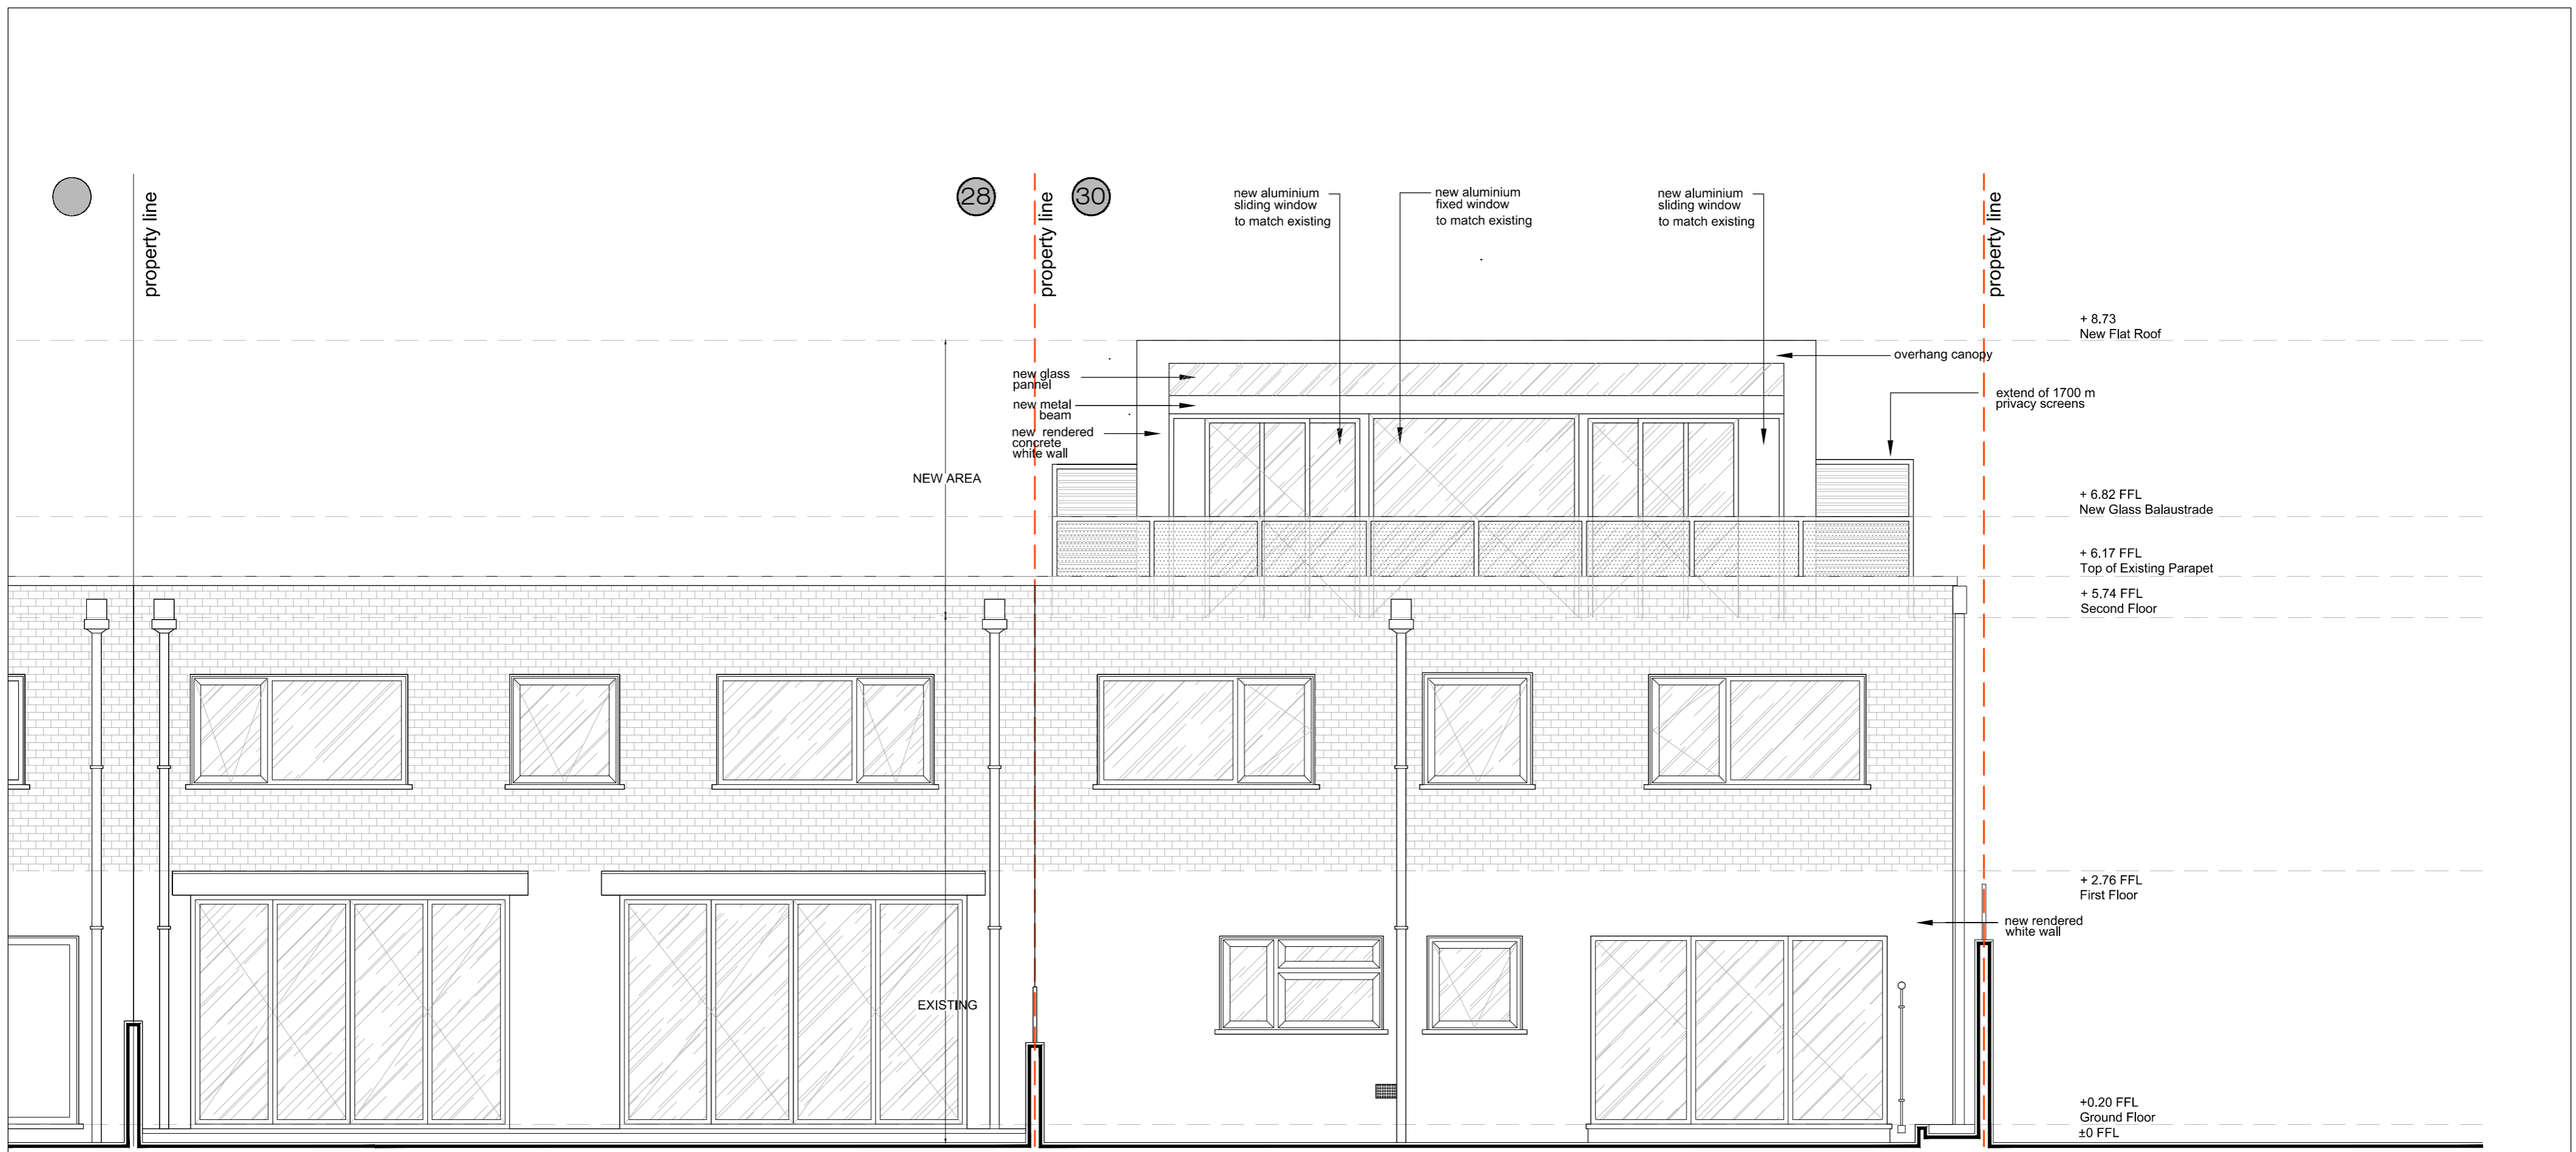 property line
28
property line
30
new aluminium
sliding window
to match existing
new aluminium
fixed window
to match existing
new aluminium
sliding window
to match existing
property line
+ 8.73
New Flat Roof
overhang canopy
new glass
pannel
new metal
beam
new rendered
concrete
white wall
extend of 1700 m
privacy screens
NEW AREA
+ 6.82 FFL
New Glass Balaustrade
+ 6.17 FFL
Top of Existing Parapet
+ 5.74 FFL
Second Floor
+ 2.76 FFL
First Floor
new rendered
white wall
EXISTING
+0.20 FFL
Ground Floor
±0 FFL